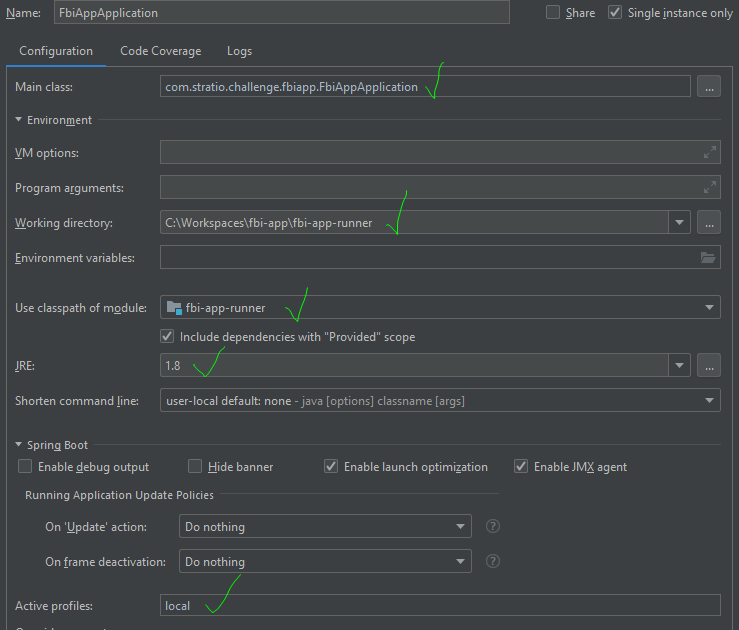 Name: FbiAppApplication Share Single instance only
Configuration Code Coverage Logs
Main class: com.stratio.challenge.fbiapp.FbiAppApplication ...
Environment
VM options:
Program arguments:
Working directory: C:\Workspaces\fbi-app\fbi-app-runner ...
Environment variables:
Use classpath of module: fbi-app-runner
Include dependencies with "Provided" scope
JRE: 1.8 ...
Shorten command line: user-local default: none - java [options] classname [args]
Spring Boot
Enable debug output Hide banner Enable launch optimization Enable JMX agent
Running Application Update Policies
On 'Update' action: Do nothing ?
On frame deactivation: Do nothing ?
Active profiles: local